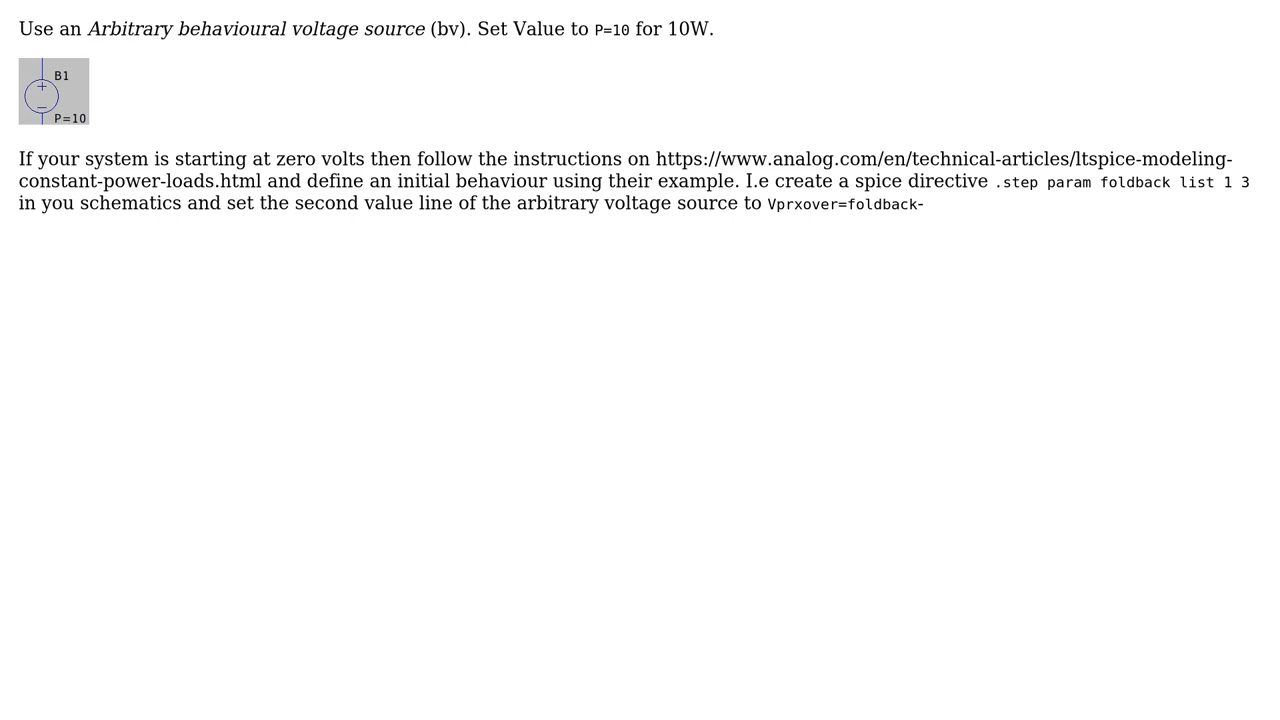 Use an Arbitrary behavioural voltage source (bv). Set Value to P=10 for 10W.
B1
P=10
If your system is starting at zero volts then follow the instructions on https://www.analog.com/en/technical-articles/ltspice-modeling-
constant-power-loads.html and define an initial behaviour using their example. I.e create a spice directive .step param foldback list 1 3
in you schematics and set the second value line of the arbitrary voltage source to Vprxover=foldback-